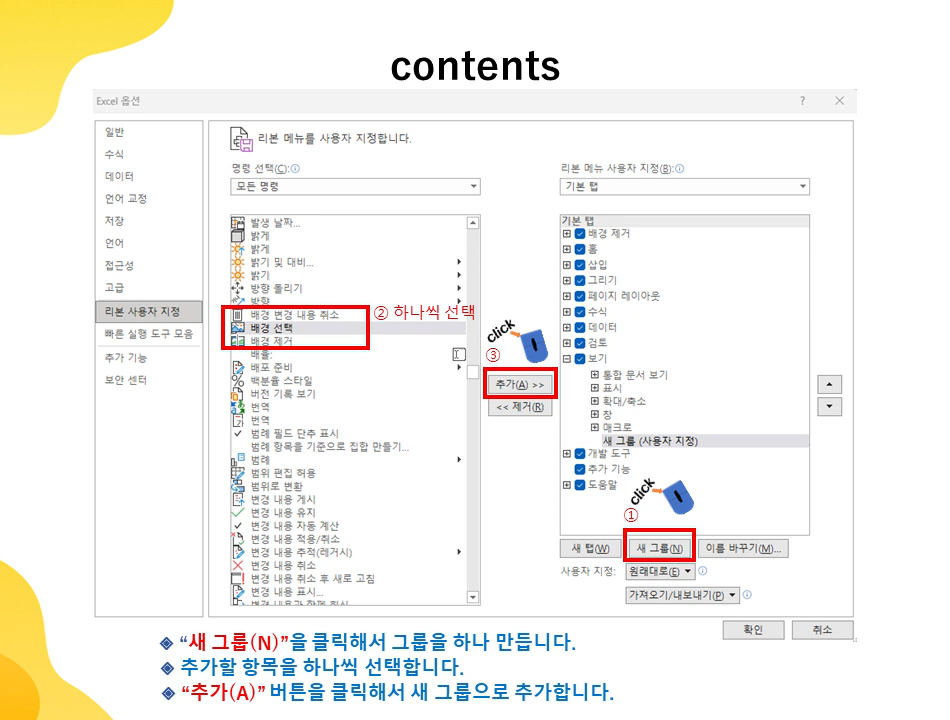 contents
Excel 옵션
?
일반
수식
데이터
언어 교정
저장
언어
접근성
고급
리본 사용자 지정
빠른 실행 도구 모음
추가 기능
보안 센터
리본 메뉴를 사용자 지정합니다.
명령 선택(C):
모든 명령
발생 날짜...
밝게
밝게
밝기 및 대비...
밝기
방향 돌리기
방향
배경 변경 내용 취소
배경 선택
배경 제거
배율:
배포 준비
백분율 스타일
버전 기록 보기
번역
번역
범례 필드 단추 표시
범례 항목을 기준으로 집합 만들기...
범례
범위 편집 허용
범위로 변환
변경 내용 게시
변경 내용 유지
변경 내용 자동 계산
변경 내용 적용/취소
변경 내용 추적(레거시)
변경 내용 취소
변경 내용 취소 후 새로 고침
변경 내용 표시...
② 하나씩 선택
click
③
추가(A) >>
<< 제거(R)
리본 메뉴 사용자 지정(B):
기본 탭
기본 탭
배경 제거
홈
삽입
그리기
페이지 레이아웃
수식
데이터
검토
보기
통합 문서 보기
표시
확대/축소
창
매크로
새 그룹 (사용자 지정)
개발 도구
추가 기능
도움말
click
①
새 탭(W)
새 그룹(N)
이름 바꾸기(M)...
사용자 지정:
원래대로(E)
가져오기/내보내기(P)
확인
취소
“새 그룹(N)”을 클릭해서 그룹을 하나 만듭니다.
추가할 항목을 하나씩 선택합니다.
“추가(A)” 버튼을 클릭해서 새 그룹으로 추가합니다.